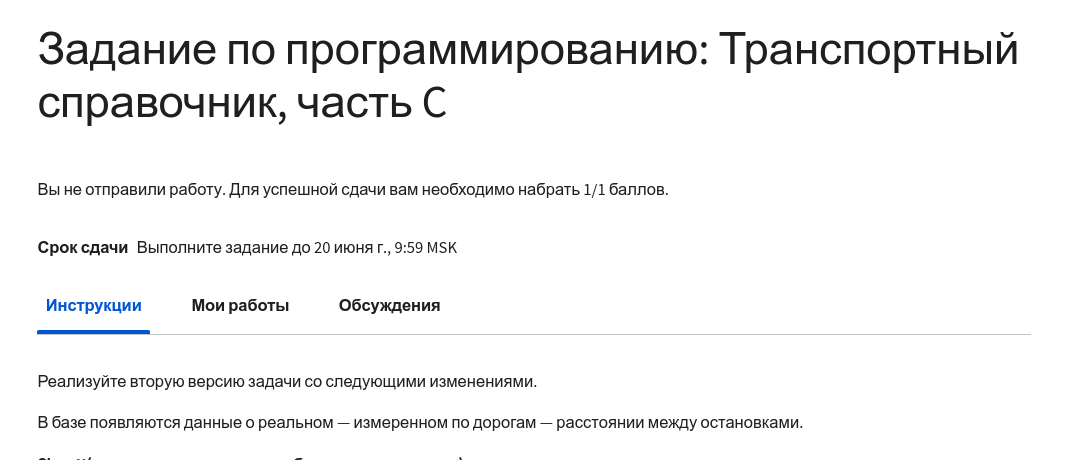 Задание по программированию: Транспортный
справочник, часть C
Вы не отправили работу. Для успешной сдачи вам необходимо набрать 1/1 баллов.
Срок сдачи Выполните задание до 20 июня г., 9:59 MSK
Инструкции Мои работы Обсуждения
Реализуйте вторую версию задачи со следующими изменениями.
В базе появляются данные о реальном — измеренном по дорогам — расстоянии между остановками.